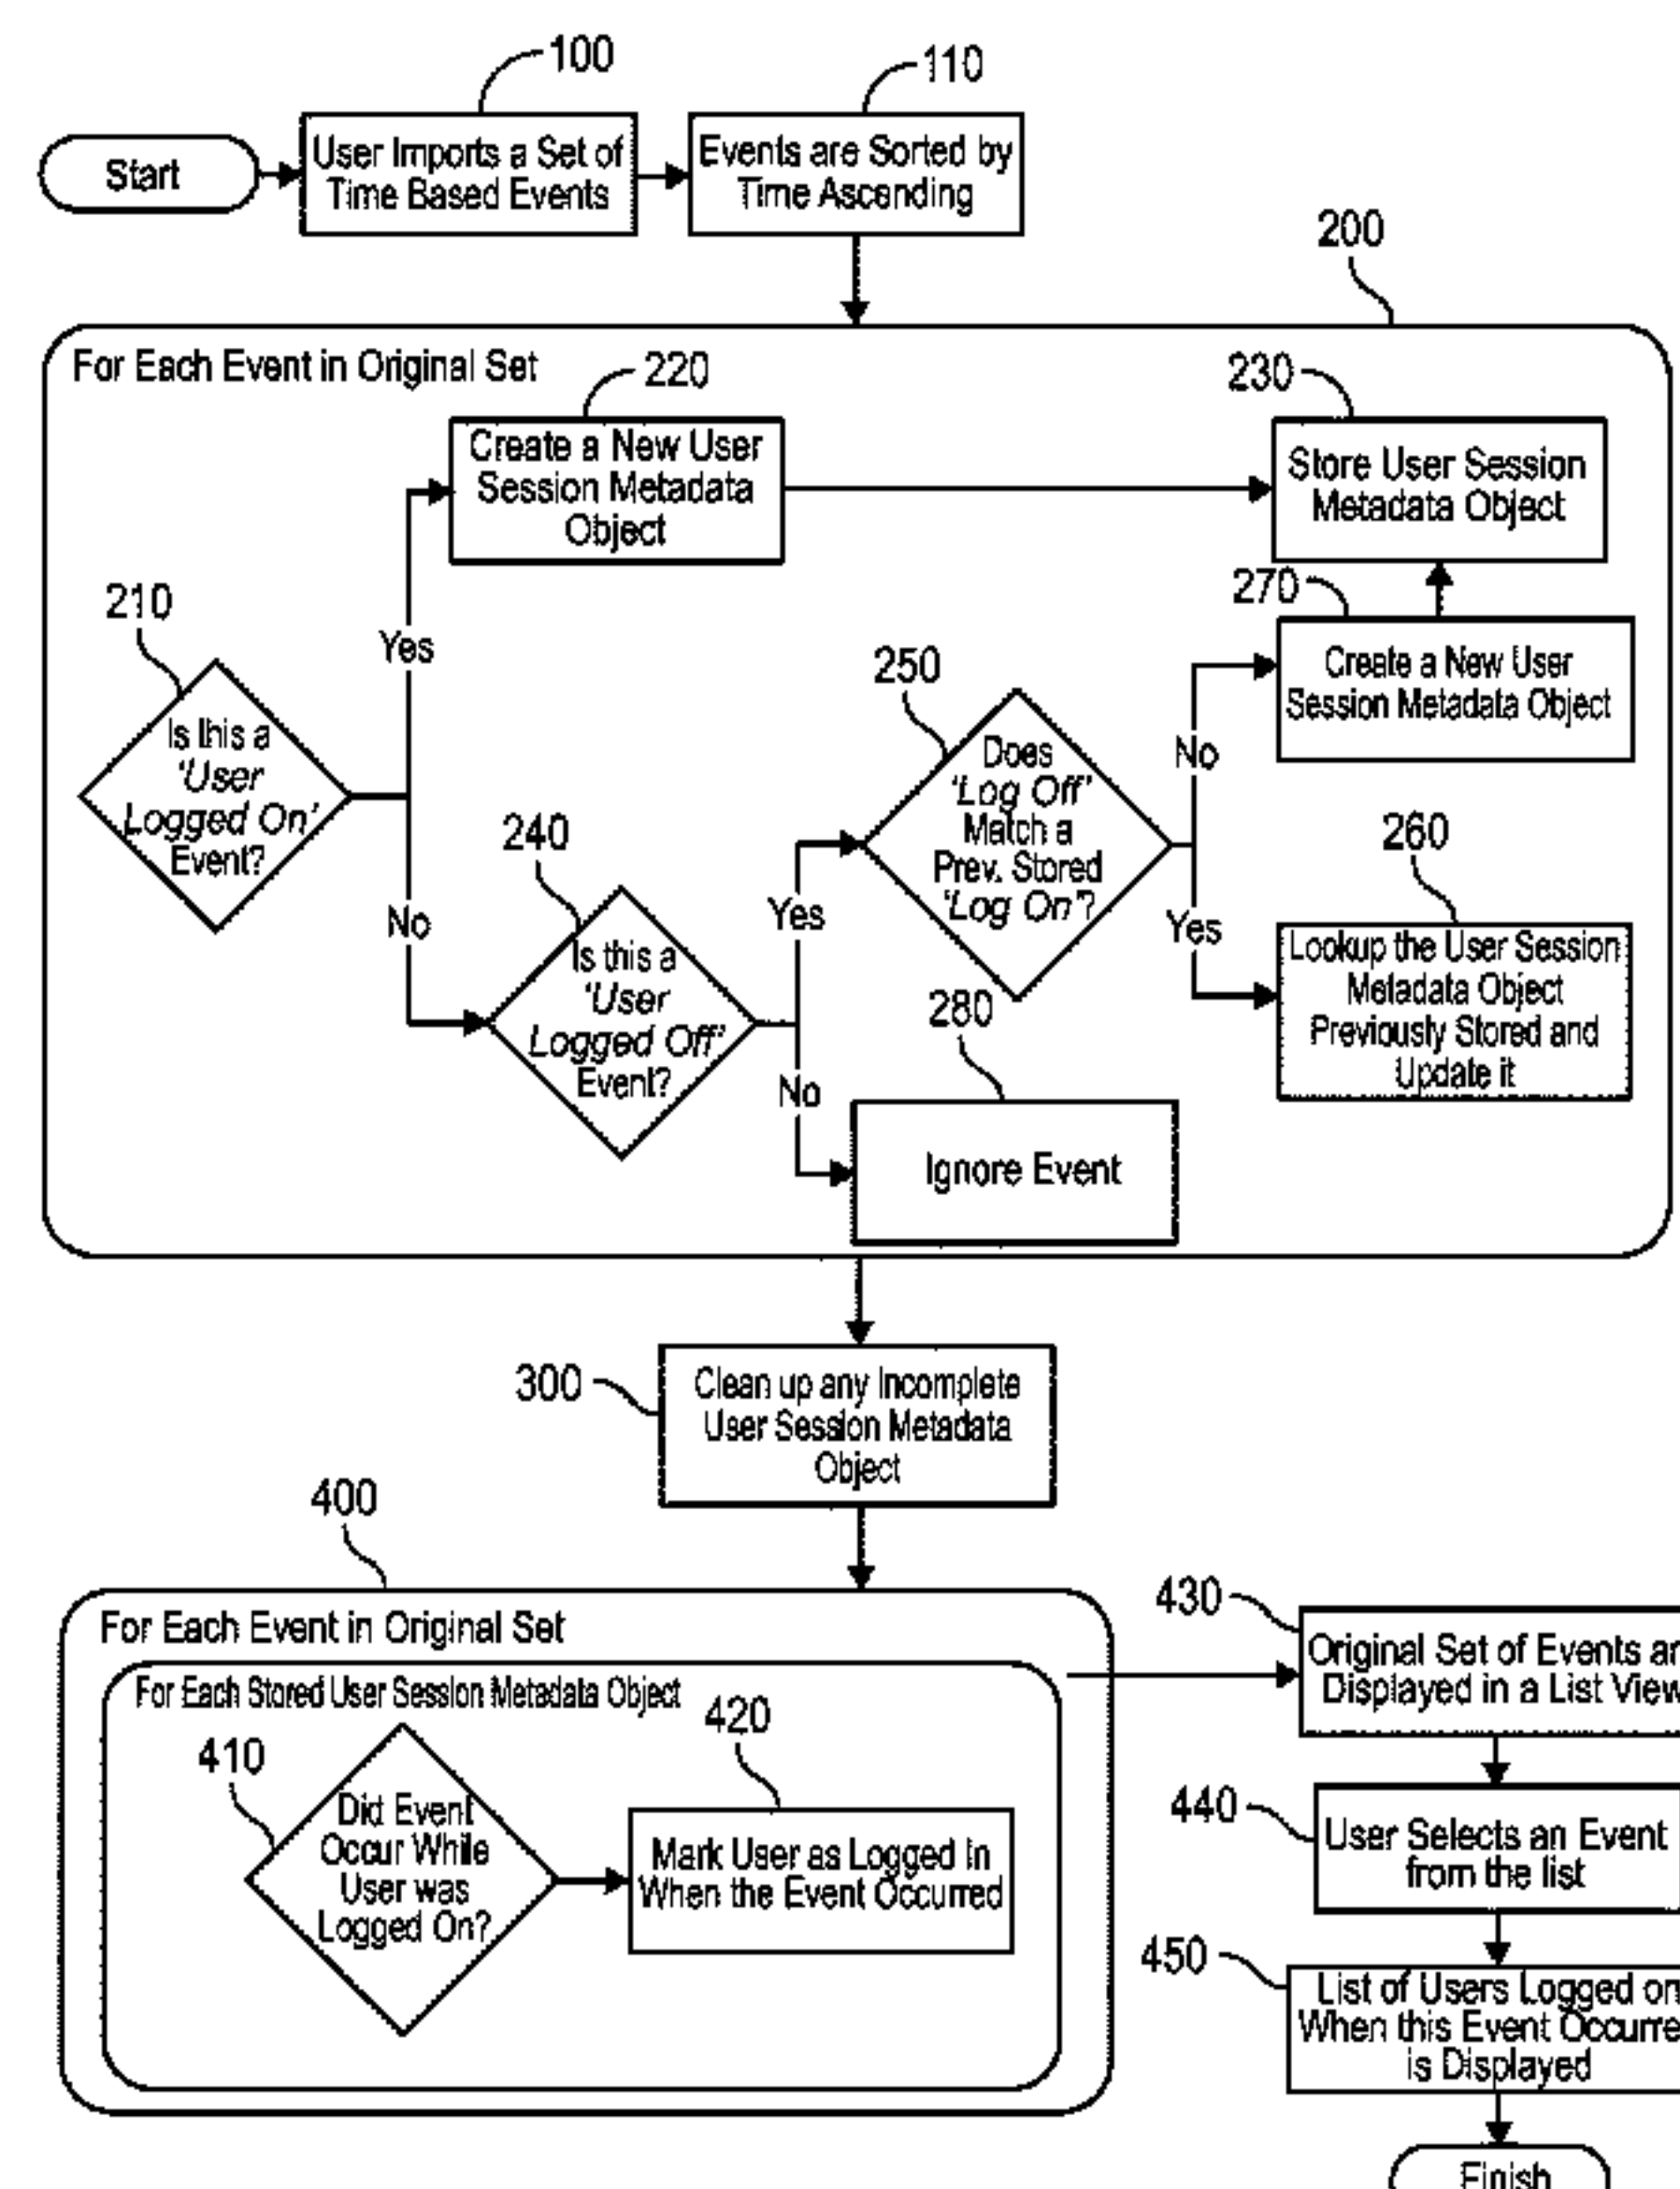 100
110
Start
User Imports a Set of
Time Based Events
Events are Sorted by
Time Ascending
200
For Each Event in Original Set
220
230
Create a New User
Session Metadata
Object
Store User Session
Metadata Object
210
270
Yes
Create a New User
Session Metadata Object
250
Is this a
'User
Logged On'
Event?
Does
'Log Off'
Match a
Prev. Stored
'Log On'?
No
240
260
No
Yes
Yes
Is this a
'User
Logged Off'
Event?
Lookup the User Session
Metadata Object
Previously Stored and
Update it
280
No
Ignore Event
300
Clean up any Incomplete
User Session Metadata
Object
400
For Each Event in Original Set
For Each Stored User Session Metadata Object
410
420
Did Event
Occur While
User was
Logged On?
Mark User as Logged In
When the Event Occurred
430
Original Set of Events ar
Displayed in a List View
440
User Selects an Event
from the list
450
List of Users Logged on
When this Event Occurre
is Displayed
Finish